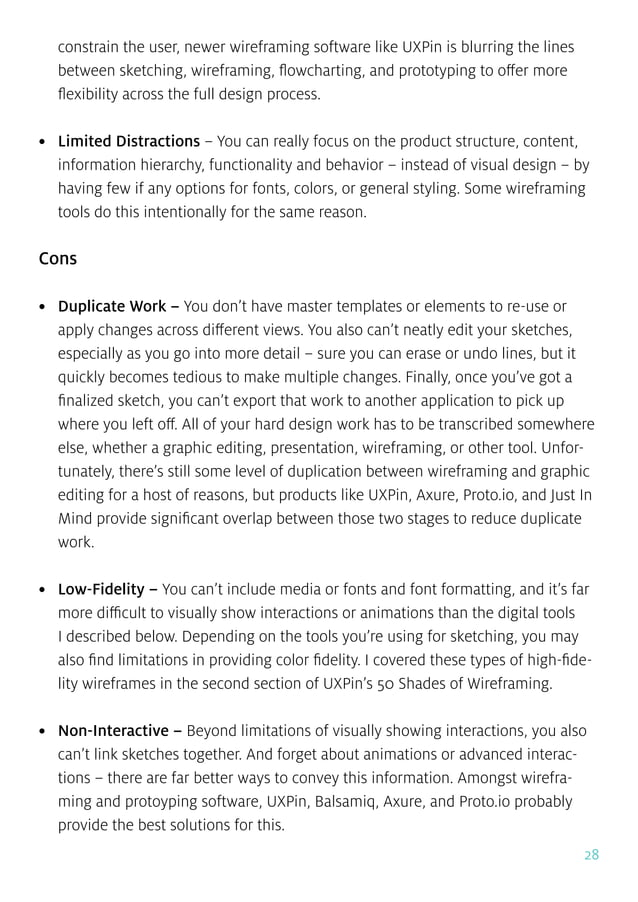 constrain the user, newer wireframing software like UXPin is blurring the lines
between sketching, wireframing, flowcharting, and prototyping to offer more
flexibility across the full design process.
• Limited Distractions – You can really focus on the product structure, content,
information hierarchy, functionality and behavior – instead of visual design – by
having few if any options for fonts, colors, or general styling. Some wireframing
tools do this intentionally for the same reason.
Cons
• Duplicate Work – You don’t have master templates or elements to re-use or
apply changes across different views. You also can’t neatly edit your sketches,
especially as you go into more detail – sure you can erase or undo lines, but it
quickly becomes tedious to make multiple changes. Finally, once you’ve got a
finalized sketch, you can’t export that work to another application to pick up
where you left off. All of your hard design work has to be transcribed somewhere
else, whether a graphic editing, presentation, wireframing, or other tool. Unfor-
tunately, there’s still some level of duplication between wireframing and graphic
editing for a host of reasons, but products like UXPin, Axure, Proto.io, and Just In
Mind provide significant overlap between those two stages to reduce duplicate
work.
• Low-Fidelity – You can’t include media or fonts and font formatting, and it’s far
more difficult to visually show interactions or animations than the digital tools
I described below. Depending on the tools you’re using for sketching, you may
also find limitations in providing color fidelity. I covered these types of high-fide-
lity wireframes in the second section of UXPin’s 50 Shades of Wireframing.
• Non-Interactive – Beyond limitations of visually showing interactions, you also
can’t link sketches together. And forget about animations or advanced interac-
tions – there are far better ways to convey this information. Amongst wirefra-
ming and protoyping software, UXPin, Balsamiq, Axure, and Proto.io probably
provide the best solutions for this.
28